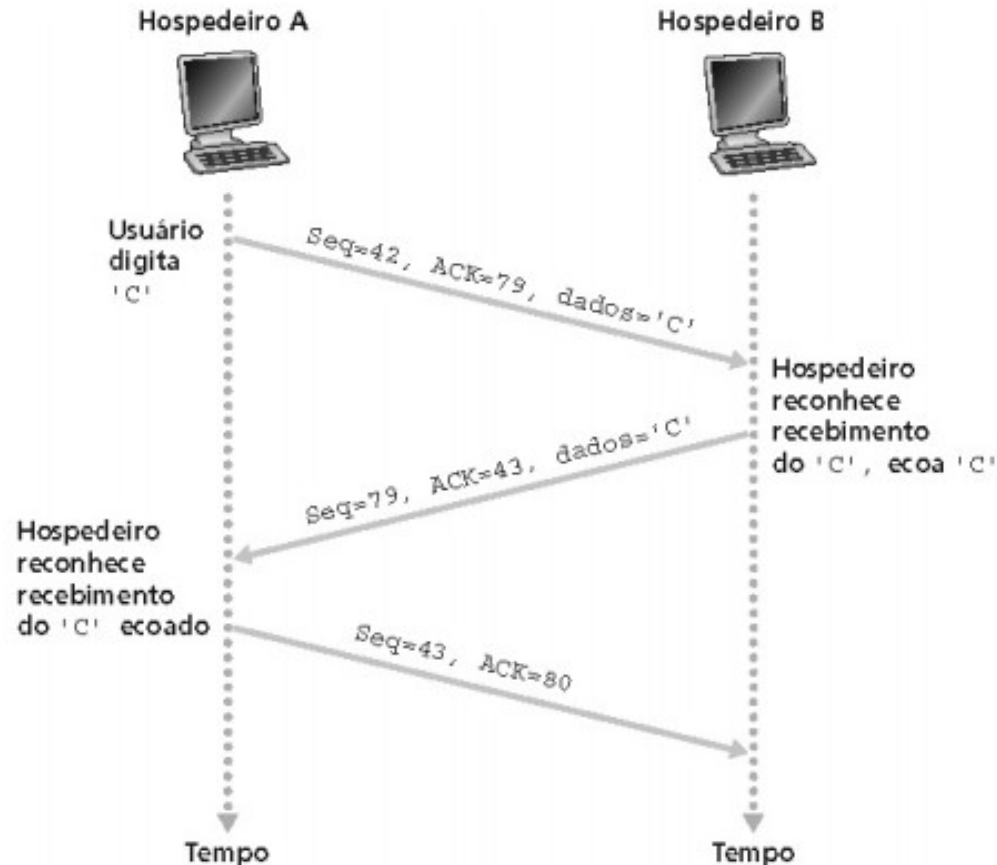 Hospedeiro A
Hospedeiro B
Usuário
digita
'C'
Seq=42, ACK=79, dados='C'
Hospedeiro
reconhece
recebimento
do 'C', ecoa 'C'
Seq=79, ACK=43, dados='C'
Hospedeiro
reconhece
recebimento
do 'C' ecoado
Seq=43, ACK=80
Tempo
Tempo